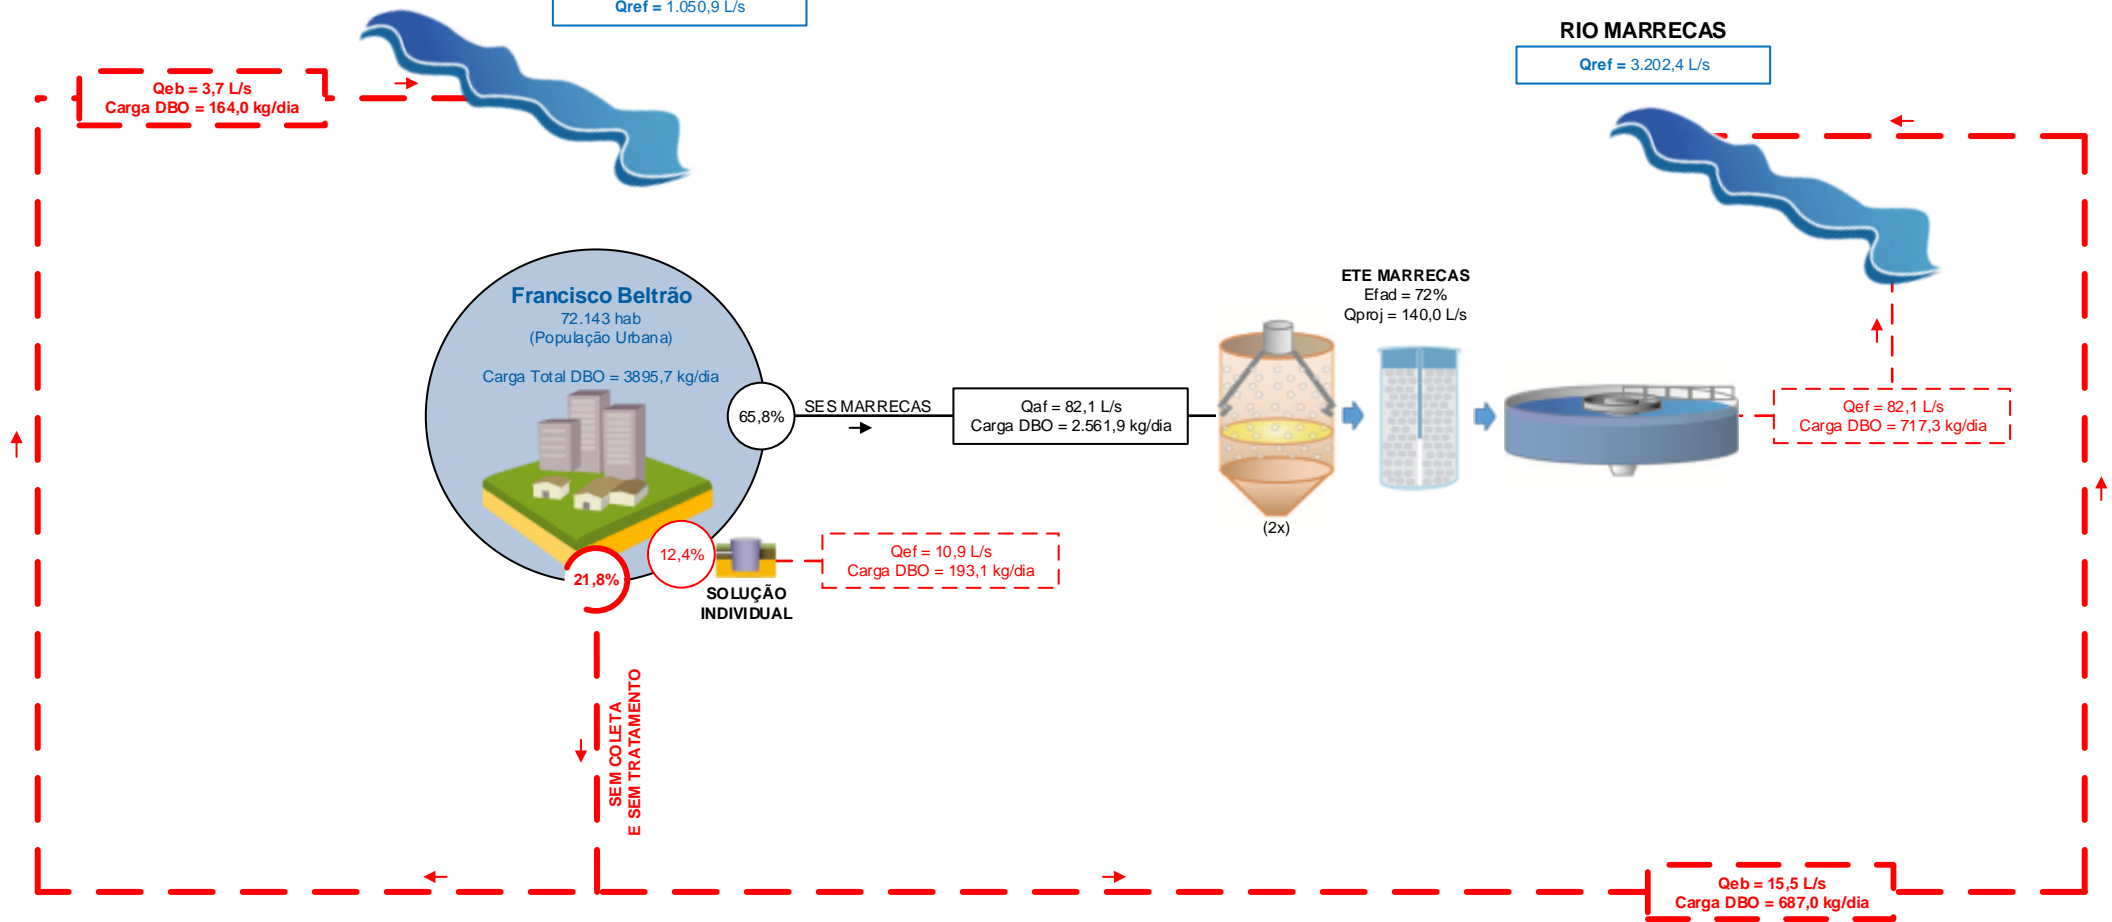 Qref = 1.050,9 L/s
RIO MARRECAS
Qref = 3.202,4 L/s
Qeb = 3,7 L/s
Carga DBO = 164,0 kg/dia
Francisco Beltrão
72.143 hab
(População Urbana)
Carga Total DBO = 3895,7 kg/dia
65,8%
SES MARRECAS
Qaf = 82,1 L/s
Carga DBO = 2.561,9 kg/dia
ETE MARRECAS
Efad = 72%
Qproj = 140,0 L/s
(2x)
Qef = 82,1 L/s
Carga DBO = 717,3 kg/dia
12,4%
21,8%
SOLUÇÃO
INDIVIDUAL
Qef = 10,9 L/s
Carga DBO = 193,1 kg/dia
SEM COLETA
E SEM TRATAMENTO
Qeb = 15,5 L/s
Carga DBO = 687,0 kg/dia